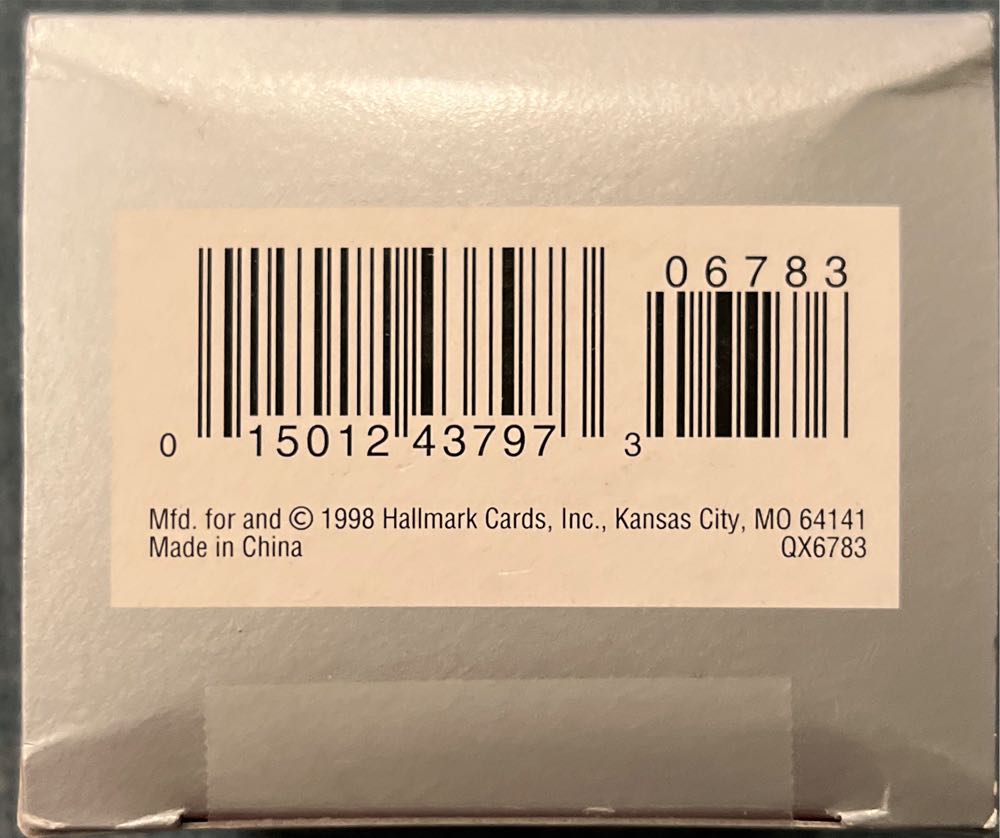 06783
0 15012 43797 3
Mfd. for and © 1998 Hallmark Cards, Inc., Kansas City, MO 64141
Made in China QX6783